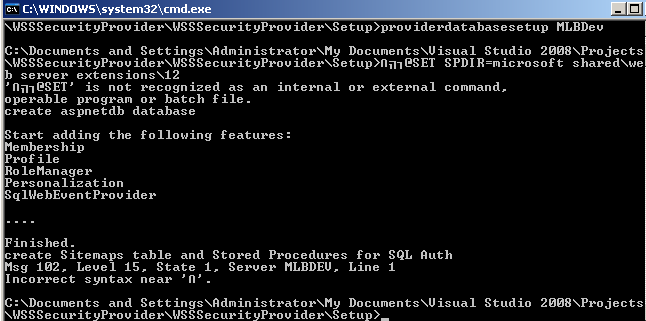 C:\WINDOWS\system32\cmd.exe
\WSSSecurityProvider\WSSSecurityProvider\Setup>providerdatabasesetup MLBDev
C:\Documents and Settings\Administrator\My Documents\Visual Studio 2008\Projects
\WSSSecurityProvider\WSSSecurityProvider\Setup>∩╗┐@SET SPDIR=microsoft shared\we
b server extensions\12
'∩╗┐@SET' is not recognized as an internal or external command,
operable program or batch file.
create aspnetdb database
Start adding the following features:
Membership
Profile
RoleManager
Personalization
SqlWebEventProvider
....
Finished.
create Sitemaps table and Stored Procedures for SQL Auth
Msg 102, Level 15, State 1, Server MLBDEV, Line 1
Incorrect syntax near '∩'.
C:\Documents and Settings\Administrator\My Documents\Visual Studio 2008\Projects
\WSSSecurityProvider\WSSSecurityProvider\Setup>_